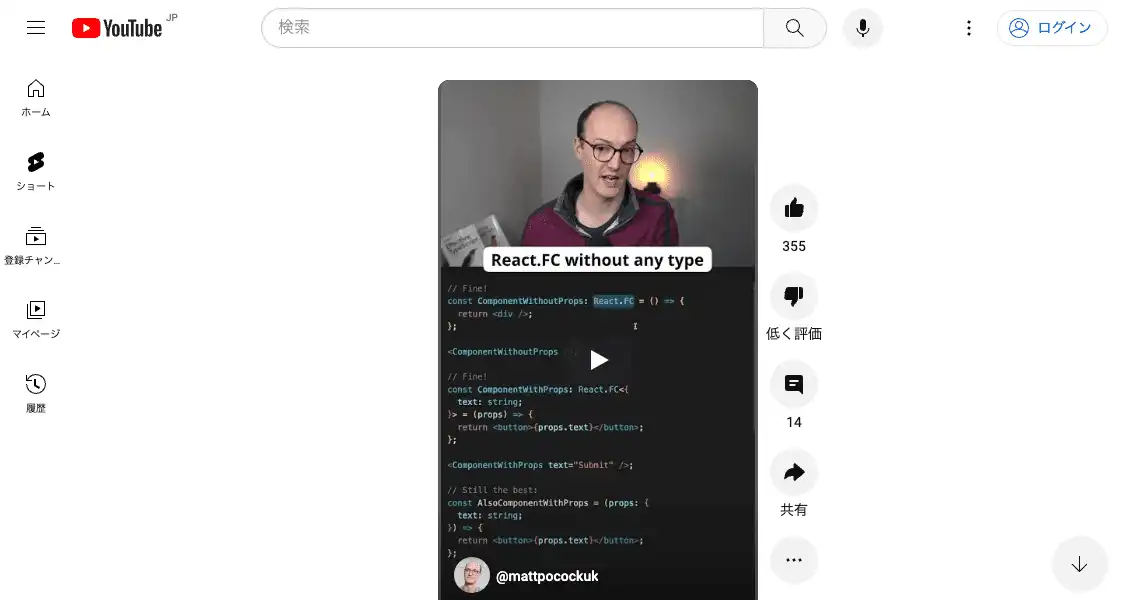 YouTube JP
検索
ログイン
ホーム
ショート
登録チャン...
マイページ
履歴
React.FC without any type
// Fine!
const ComponentWithoutProps: React.FC = () => {
return <div />;
};
<ComponentWithoutProps />;
// Fine!
const ComponentWithProps: React.FC<{
text: string;
}> = (props) => {
return <button>{props.text}</button>;
};
<ComponentWithProps text="Submit" />;
// Still the best:
const AlsoComponentWithProps = (props: {
text: string;
}) => {
return <button>{props.text}</button>;
};
@mattpocockuk
355
低く評価
14
共有